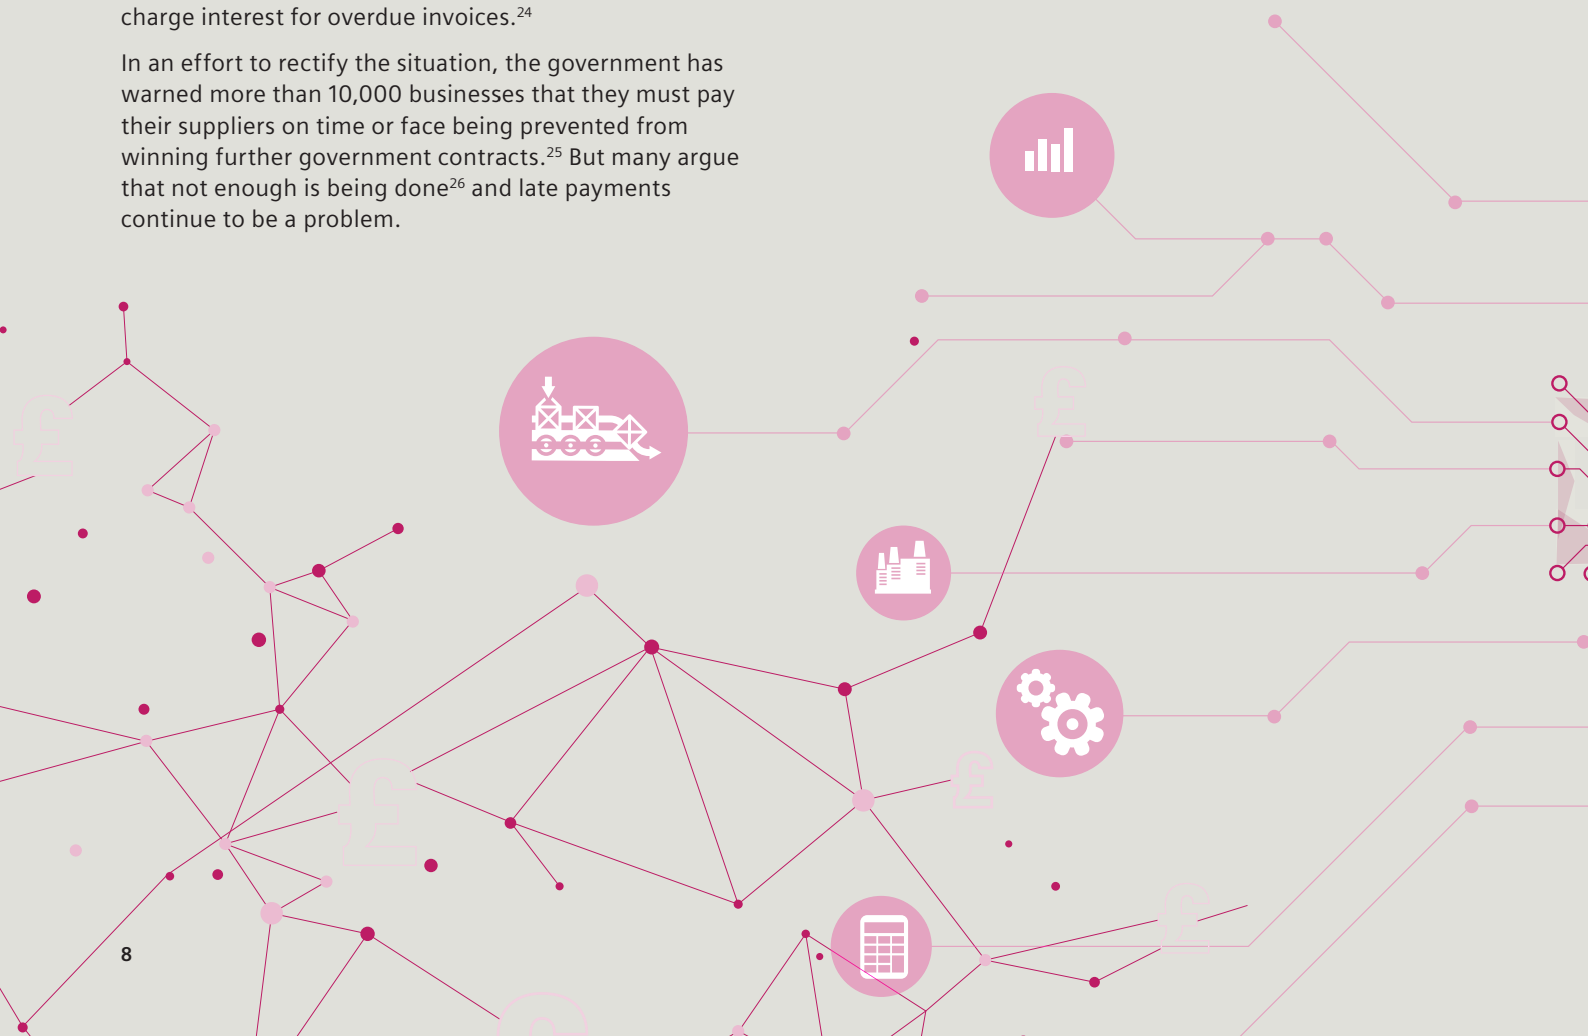 charge interest for overdue invoices.24
In an effort to rectify the situation, the government has
warned more than 10,000 businesses that they must pay
their suppliers on time or face being prevented from
winning further government contracts.25 But many argue
that not enough is being done26 and late payments
continue to be a problem.
£
£
£
£
£
8
£